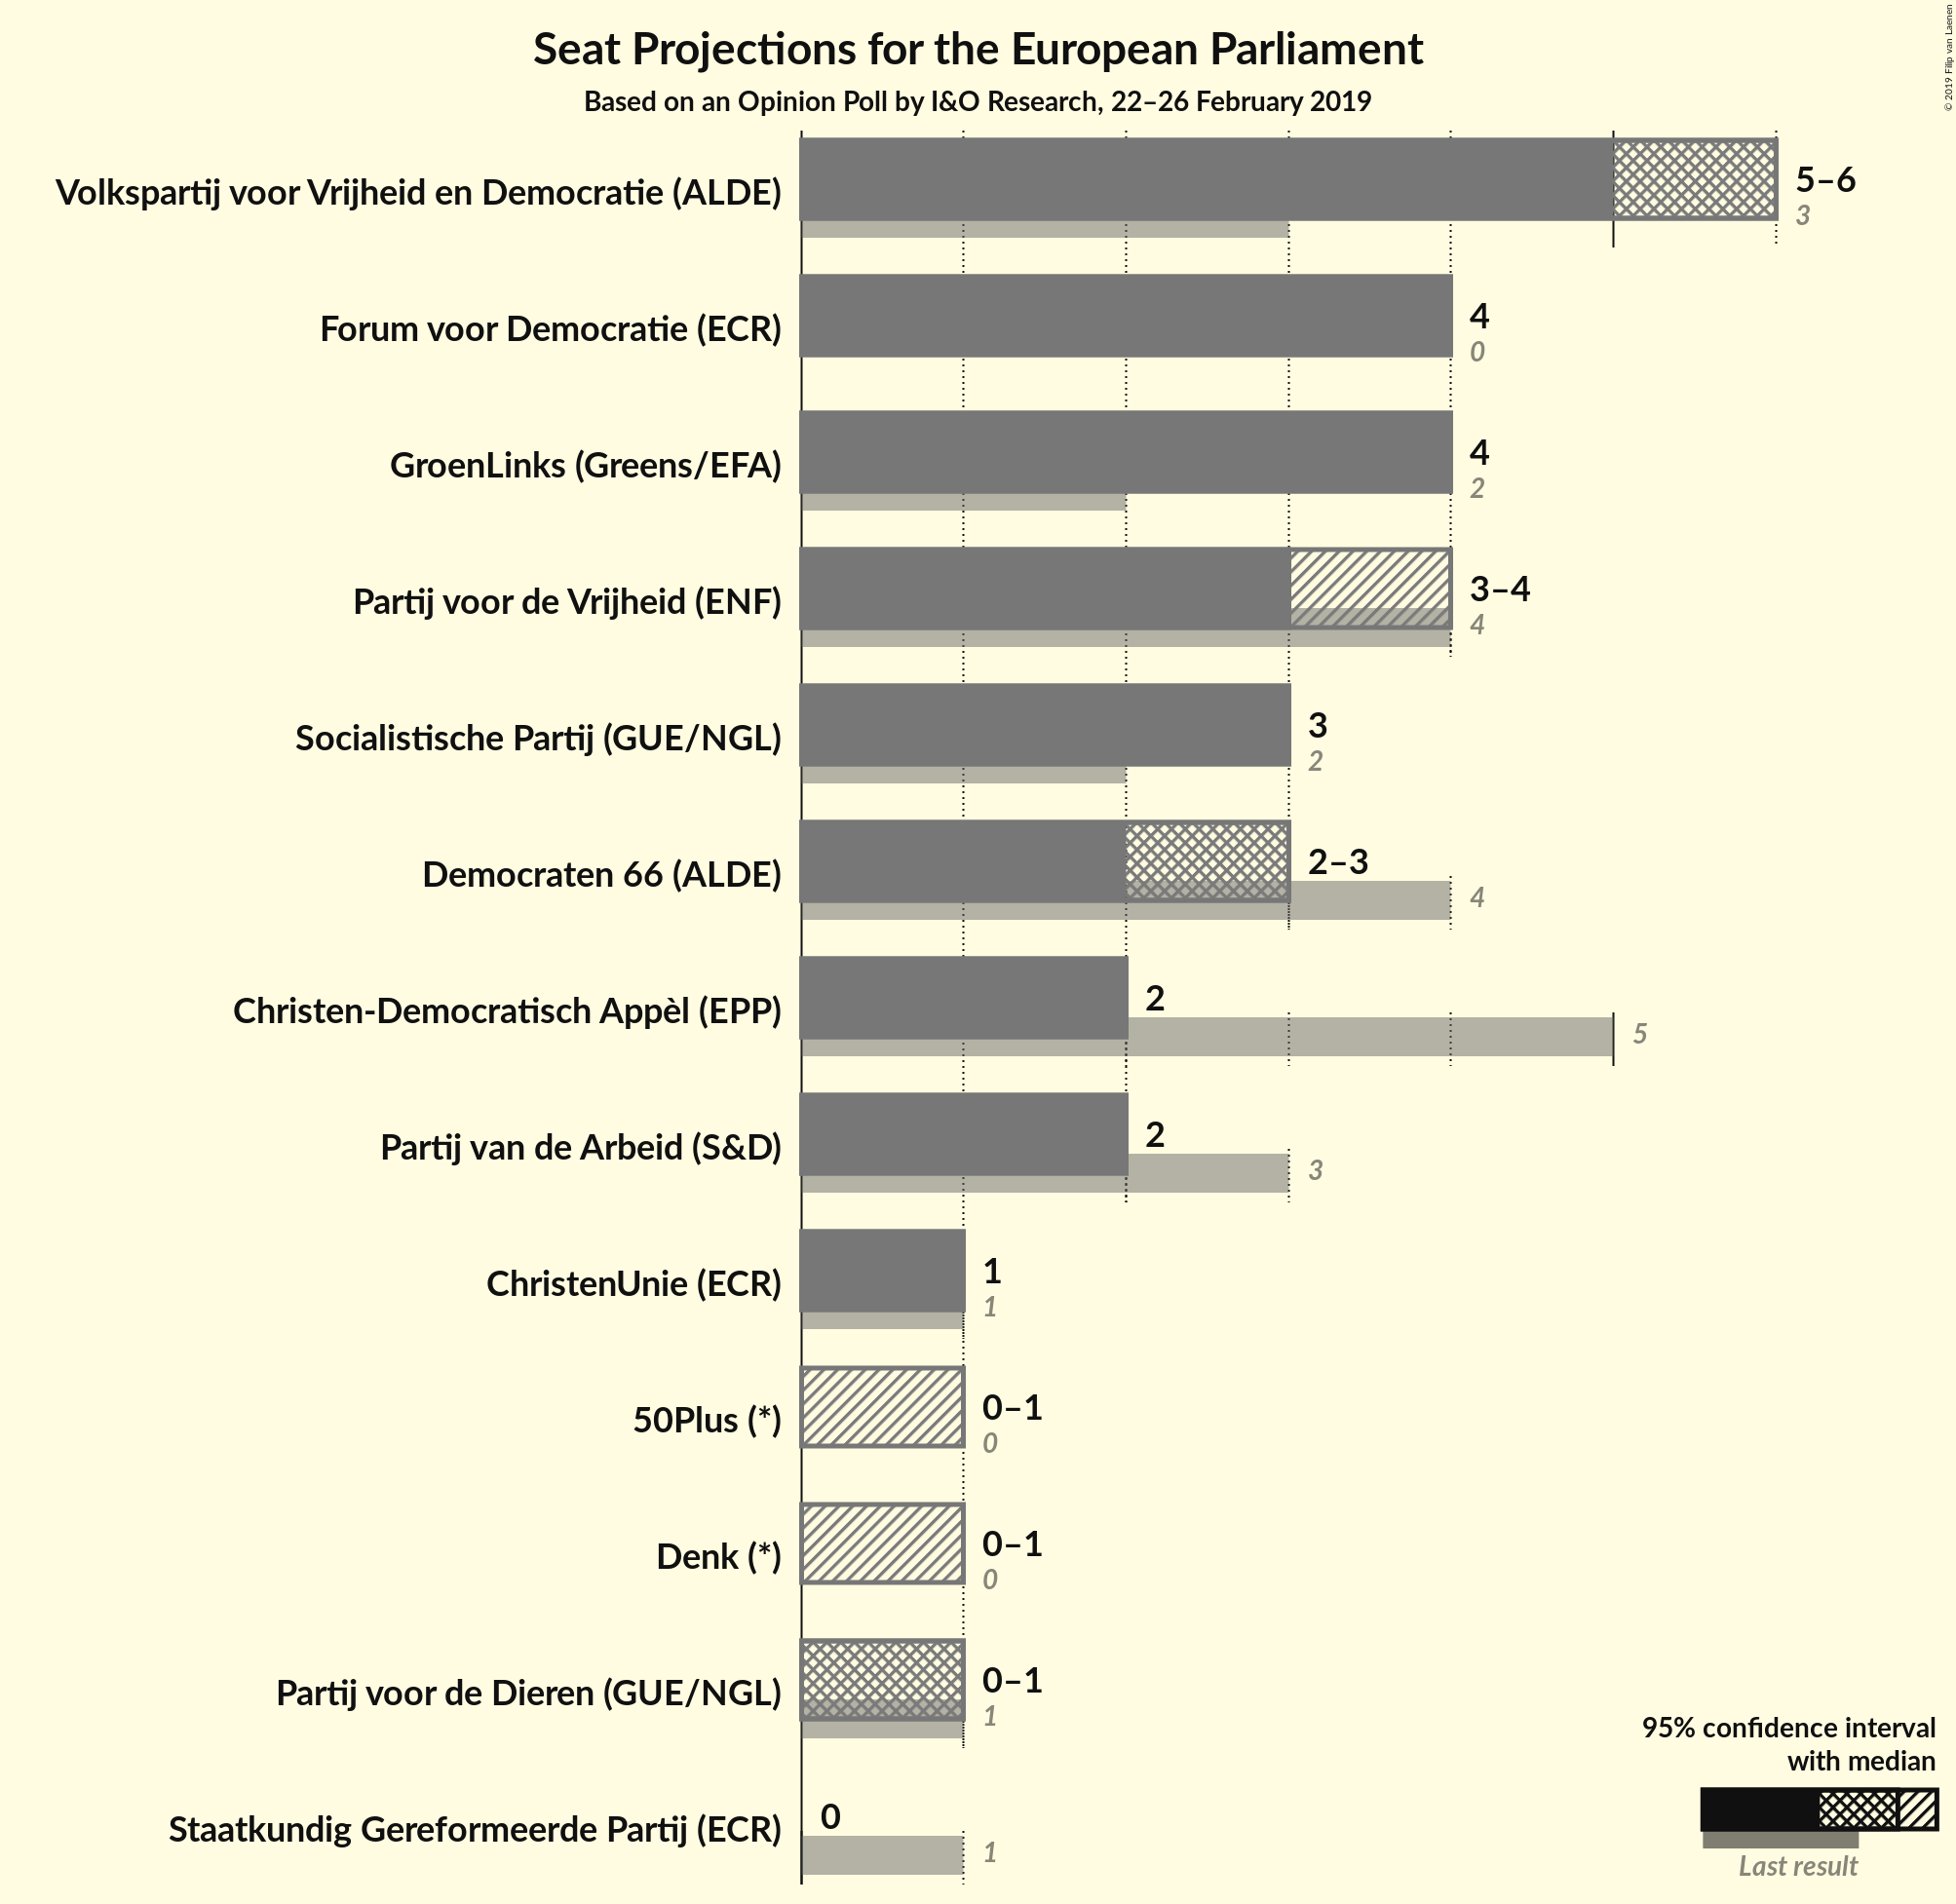 Seat Projections for the European Parliament
Based on an Opinion Poll by I&O Research, 22–26 February 2019
© 2019 Filip van Laenen
Volkspartij voor Vrijheid en Democratie (ALDE)
5–6
3
Forum voor Democratie (ECR)
4
0
GroenLinks (Greens/EFA)
4
2
Partij voor de Vrijheid (ENF)
3–4
4
Socialistische Partij (GUE/NGL)
3
2
Democraten 66 (ALDE)
2–3
4
Christen-Democratisch Appèl (EPP)
2
5
Partij van de Arbeid (S&D)
2
3
ChristenUnie (ECR)
1
1
50Plus (*)
0–1
0
Denk (*)
0–1
0
Partij voor de Dieren (GUE/NGL)
0–1
1
Staatkundig Gereformeerde Partij (ECR)
0
1
95% confidence interval
with median
Last result